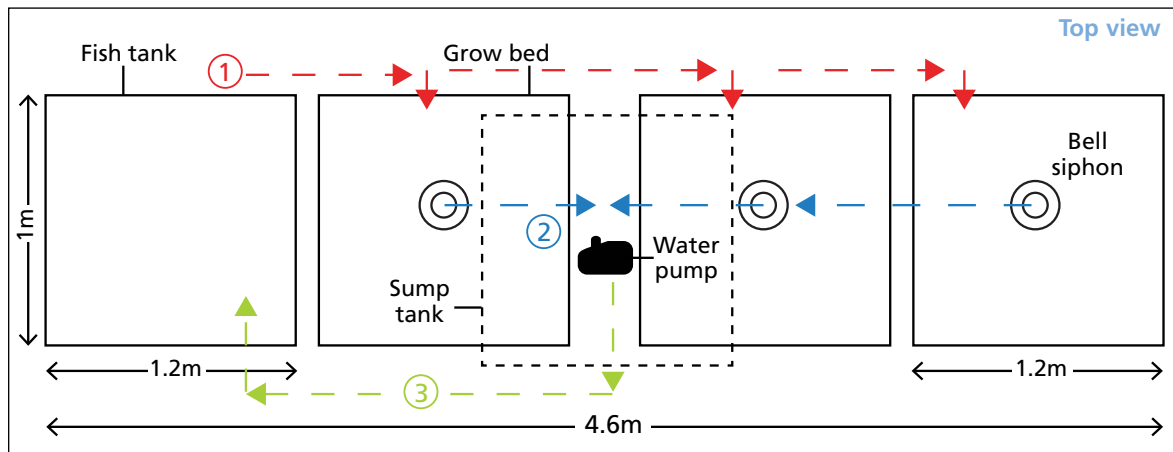 Top view
Fish tank
Grow bed
1
Bell
siphon
1m
2
Water
pump
Sump
tank
1.2m
3
1.2m
4.6m